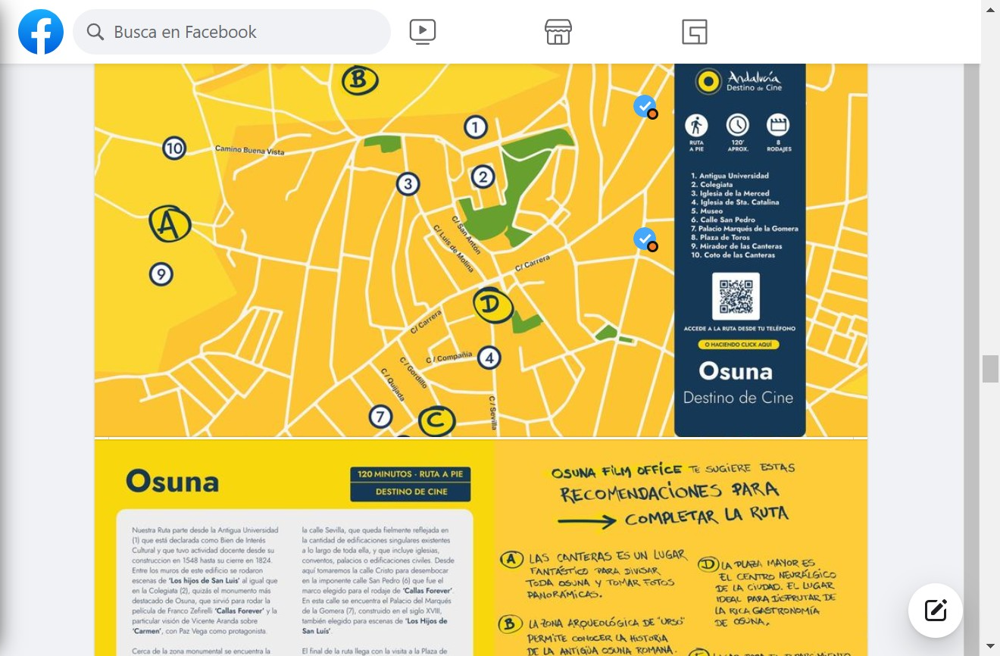 Busca en Facebook
B
1
10
Camino Buena Vista
2
3
A
C/ San Antón
C/ Luis de Molina
C/ Carrera
9
D
C/ Carrera
C / Compañia
4
C / Gordillo
C / Quijada
C / Sevilla
7
C
Andalucía
Destino de Cine
RUTA
A PIE
120'
APROX.
8
RODAJES
1. Antigua Universidad
2. Colegiata
3. Iglesia de la Merced
4. Iglesia de Sta. Catalina
5. Museo
6. Calle San Pedro
7. Palacio Marqués de la Gomera
8. Plaza de Toros
9. Mirador de las Canteras
10. Coto de las Canteras
ACCEDE A LA RUTA DESDE TU TELÉFONO
O HACIENDO CLICK AQUÍ
Osuna
Destino de Cine
Osuna
120 MINUTOS · RUTA A PIE
DESTINO DE CINE
Nuestra Ruta parte desde la Antigua Universidad
(1) que está declarada como Bien de Interés
Cultural y que tuvo actividad docente desde su
construccion en 1548 hasta su cierre en 1824.
Entre los muros de este edificio se rodaron
escenas de 'Los hijos de San Luis' al igual que
en la Colegiata (2), quizás el monumento más
destacado de Osuna, que sirvió para rodar la
película de Franco Zefirelli 'Callas Forever' y la
particular visión de Vicente Aranda sobre
'Carmen', con Paz Vega como protagonista.
Cerca de la zona monumental se encuentra la
la calle Sevilla, que queda fielmente reflejada en
la cantidad de edificaciones singulares existentes
a lo largo de toda ella, y que incluye iglesias,
conventos, palacios o edificaciones civiles. Desde
aquí tomaremos la calle Cristo para desembocar
en la imponente calle San Pedro (6) que fue el
marco elegido para el rodaje de 'Callas Forever'.
En esta calle se encuentra el Palacio del Marqués
de la Gomera (7), construido en el siglo XVIII,
también elegido para escenas de 'Los Hijos de
San Luís'.
El final de la ruta llega con la visita a la Plaza de
OSUNA FILM OFFICE TE SUGIERE ESTAS
RECOMENDACIONES PARA
COMPLETAR LA RUTA
A LAS CANTERAS ES UN LUGAR
FANTÁSTICO PARA DIVISAR
TODA OSUNA Y TOMAR FOTOS
PANORÁMICAS.
B LA ZONA ARQUEOLÓGICA DE "URSO"
PERMITE CONOCER LA HISTORIA
DE LA ANTIGÜA OSUNA ROMANA.
D LA PLAZA MAYOR ES
EL CENTRO NEURÁLGICO
DE LA CIUDAD. EL LUGAR
IDEAL PARA DISFRUTAR DE
LA RICA GASTRONOMÍA
DE OSUNA.